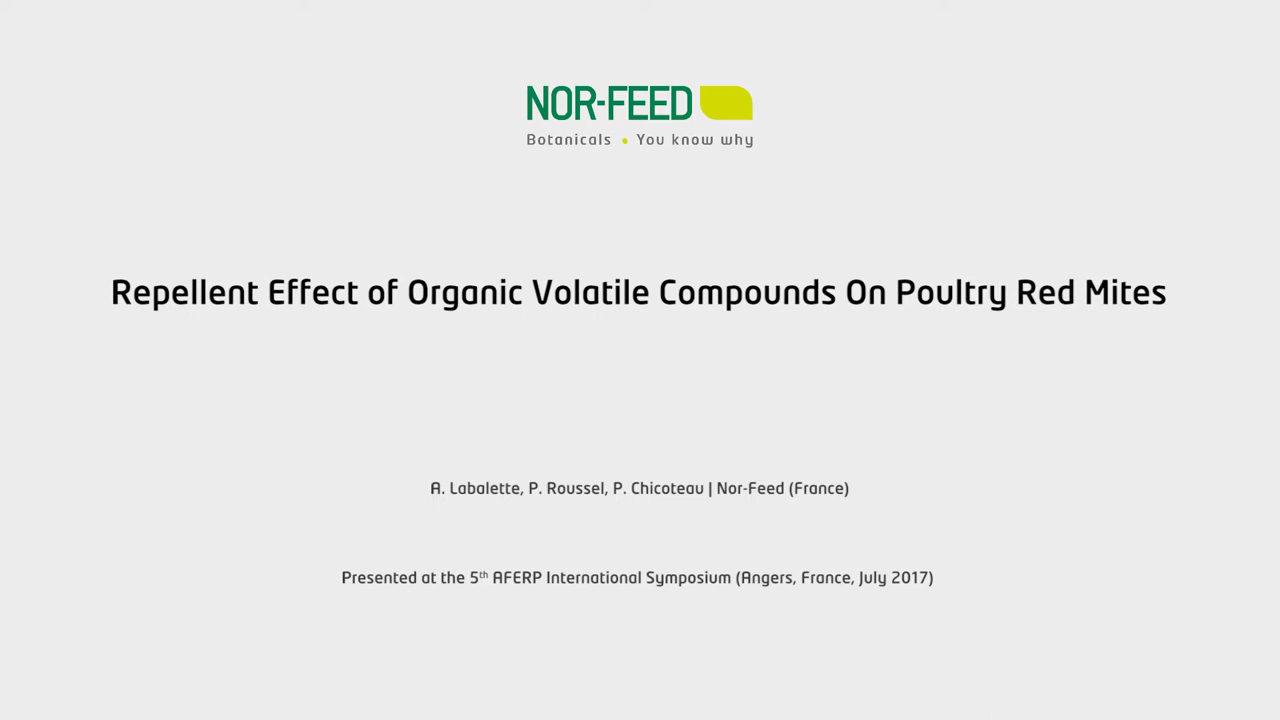 NOR-FEED
Botanicals • You know why
Repellent Effect of Organic Volatile Compounds On Poultry Red Mites
A. Labalette, P. Roussel, P. Chicoteau | Nor-Feed (France)
Presented at the 5th AFERP International Symposium (Angers, France, July 2017)